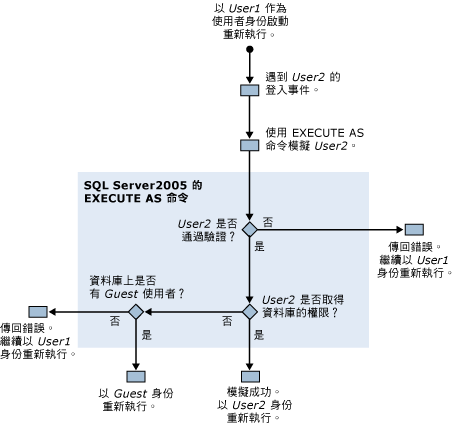 以 User1 作為
使用者身份啟動
重新執行。
遇到 User2 的
登入事件。
使用 EXECUTE AS
命令模擬 User2。
SQL Server2005 的
EXECUTE AS 命令
User2 是否
通過驗證？
否
是
傳回錯誤。
繼續以 User1
身份重新執行。
資料庫上是否
有 Guest 使用者？
User2 是否取得
資料庫的權限？
否
是
否
是
傳回錯誤。
繼續以 User1
身份重新執行。
以 Guest 身份
重新執行。
模擬成功。
以 User2 身份
重新執行。